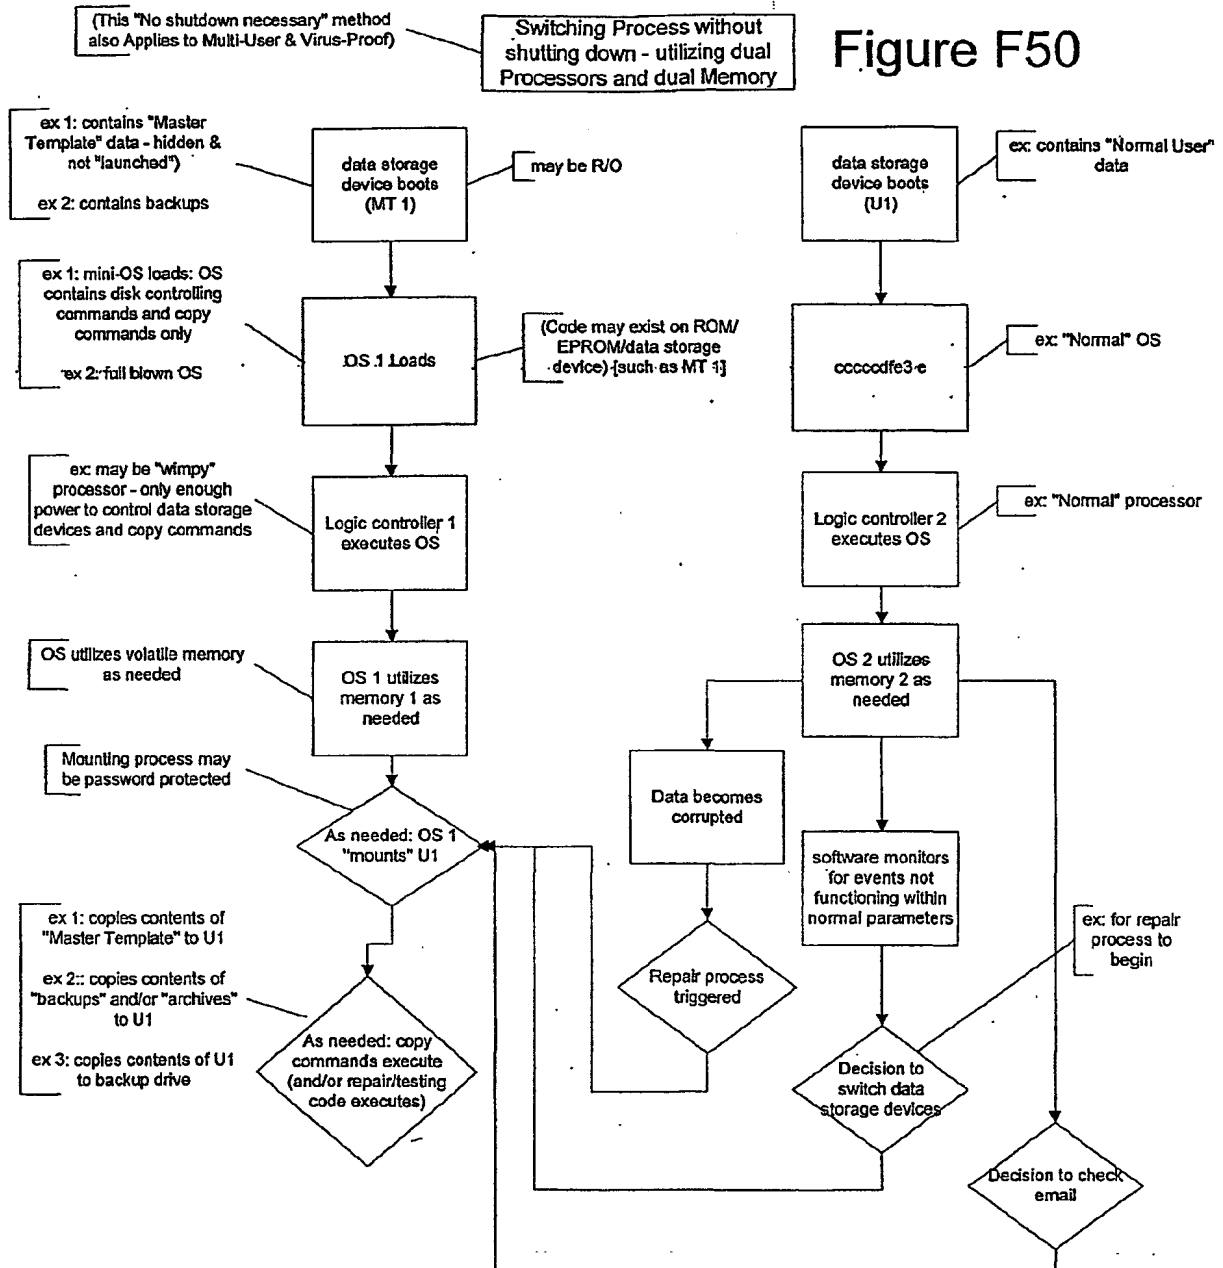 (This "No shutdown necessary" method
also Applies to Multi-User & Virus-Proof)
Switching Process without
shutting down - utilizing dual
Processors and dual Memory
Figure F50
ex 1: contains "Master
Template" data - hidden &
not "launched")
ex 2: contains backups
data storage
device boots
(MT 1)
may be R/O
data storage
device boots
(U1)
ex: contains "Normal User"
data
ex 1: mini-OS loads: OS
contains disk controlling
commands and copy
commands only
ex 2: full blown OS
OS 1 Loads
(Code may exist on ROM/
EPROM/data storage
device) [such as MT 1]
cccccdfe3 e
ex: "Normal" OS
ex: may be "wimpy"
processor - only enough
power to control data storage
devices and copy commands
Logic controller 1
executes OS
Logic controller 2
executes OS
ex: "Normal" processor
OS utilizes volatile memory
as needed
OS 1 utilizes
memory 1 as
needed
OS 2 utilizes
memory 2 as
needed
Mounting process may
be password protected
As needed: OS 1
"mounts" U1
Data becomes
corrupted
software monitors
for events not
functioning within
normal parameters
ex 1: copies contents of
"Master Template" to U1
ex 2:: copies contents of
"backups" and/or "archives"
to U1
ex 3: copies contents of U1
to backup drive
As needed: copy
commands execute
(and/or repair/testing
code executes)
Repair process
triggered
Decision to
switch data
storage devices
ex: for repair
process to
begin
Decision to check
email